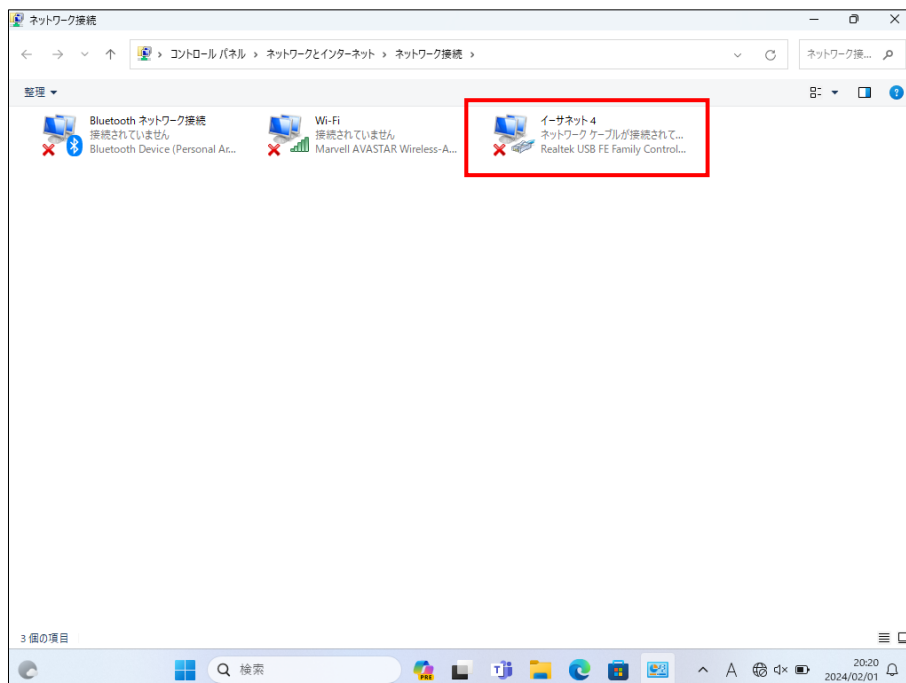 ネットワーク接続
コントロール パネル › ネットワークとインターネット › ネットワーク接続 ›
ネットワーク接...
整理
Bluetooth ネットワーク接続
接続されていません
Bluetooth Device (Personal Ar...
Wi-Fi
接続されていません
Marvell AVASTAR Wireless-A...
イーサネット 4
ネットワーク ケーブルが接続されて...
Realtek USB FE Family Control...
3 個の項目
検索
PRE
A
20:20
2024/02/01